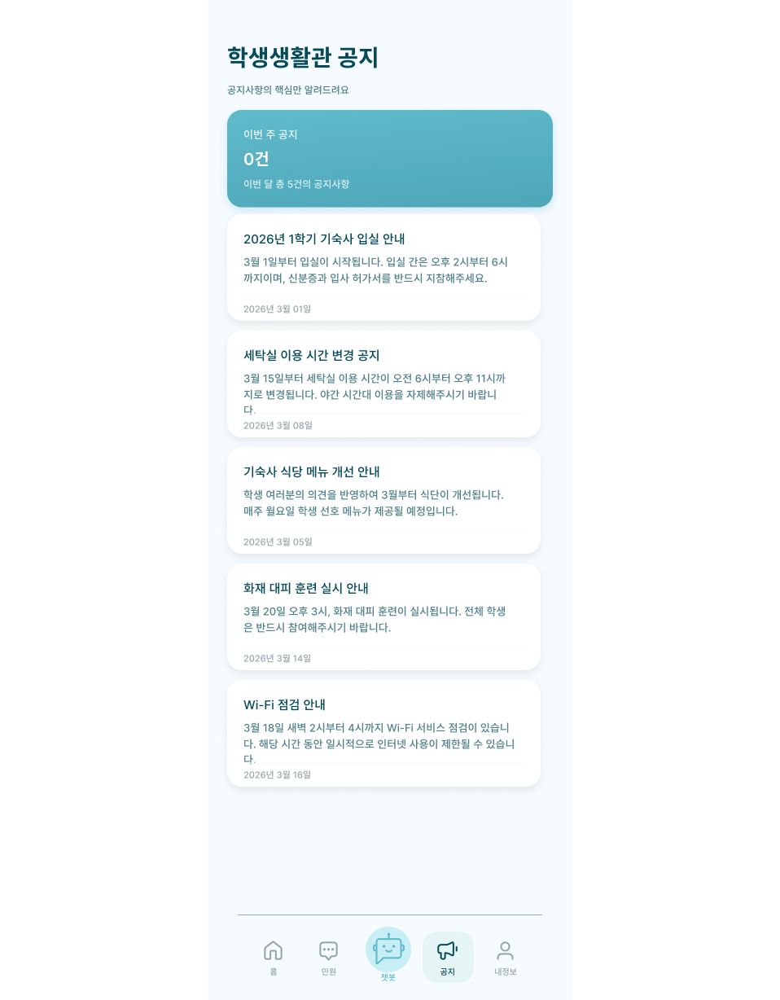 학생생활관 공지
공지사항의 핵심만 알려드려요
이번 주 공지
0건
이번 달 총 5건의 공지사항
2026년 1학기 기숙사 입실 안내
3월 1일부터 입실이 시작됩니다. 입실 간은 오후 2시부터 6시
까지이며, 신분증과 입사 허가서를 반드시 지참해주세요.
2026년 3월 01일
세탁실 이용 시간 변경 공지
3월 15일부터 세탁실 이용 시간이 오전 6시부터 오후 11시까
지로 변경됩니다. 야간 시간대 이용을 자제해주시기 바랍니
다.
2026년 3월 08일
기숙사 식당 메뉴 개선 안내
학생 여러분의 의견을 반영하여 3월부터 식단이 개선됩니다.
매주 월요일 학생 선호 메뉴가 제공될 예정입니다.
2026년 3월 05일
화재 대피 훈련 실시 안내
3월 20일 오후 3시, 화재 대피 훈련이 실시됩니다. 전체 학생
은 반드시 참여해주시기 바랍니다.
2026년 3월 14일
Wi-Fi 점검 안내
3월 18일 새벽 2시부터 4시까지 Wi-Fi 서비스 점검이 있습니
다. 해당 시간 동안 일시적으로 인터넷 사용이 제한될 수 있습니
다.
2026년 3월 16일
홈
민원
챗봇
공지
내정보